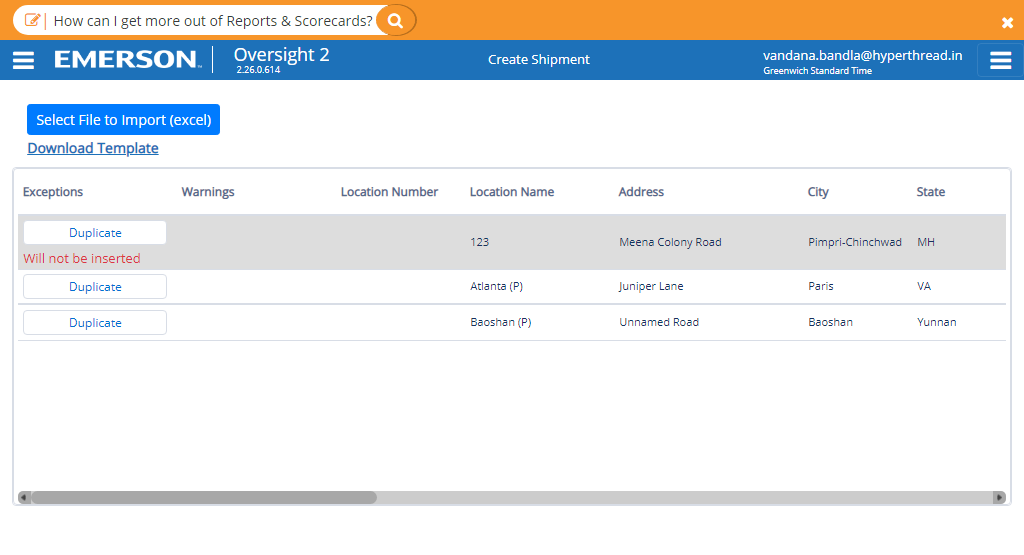 How can I get more out of Reports & Scorecards?
EMERSON
Oversight 2
2.26.0.614
Create Shipment
vandana.bandla@hyperthread.in
Greenwich Standard Time
Select File to Import (excel)
Download Template
Exceptions Warnings Location Number Location Name Address City State
Duplicate 123 Meena Colony Road Pimpri-Chinchwad MH
Will not be inserted
Duplicate Atlanta (P) Juniper Lane Paris VA
Duplicate Baoshan (P) Unnamed Road Baoshan Yunnan